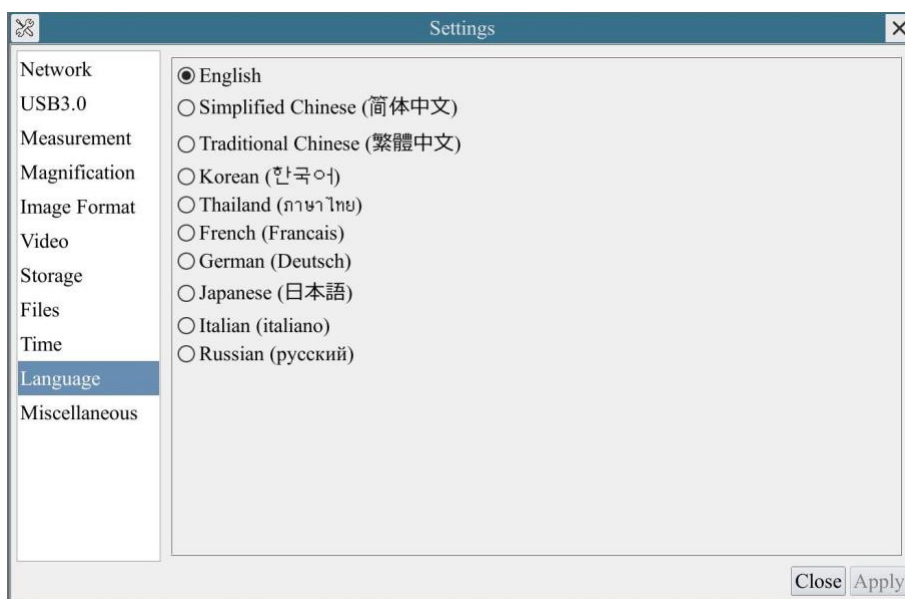 Settings
Network
USB3.0
Measurement
Magnification
Image Format
Video
Storage
Files
Time
Language
Miscellaneous
English
Simplified Chinese (简体中文)
Traditional Chinese (繁體中文)
Korean (한국어)
Thailand (ภาษาไทย)
French (Francais)
German (Deutsch)
Japanese (日本語)
Italian (italiano)
Russian (русский)
Close Apply